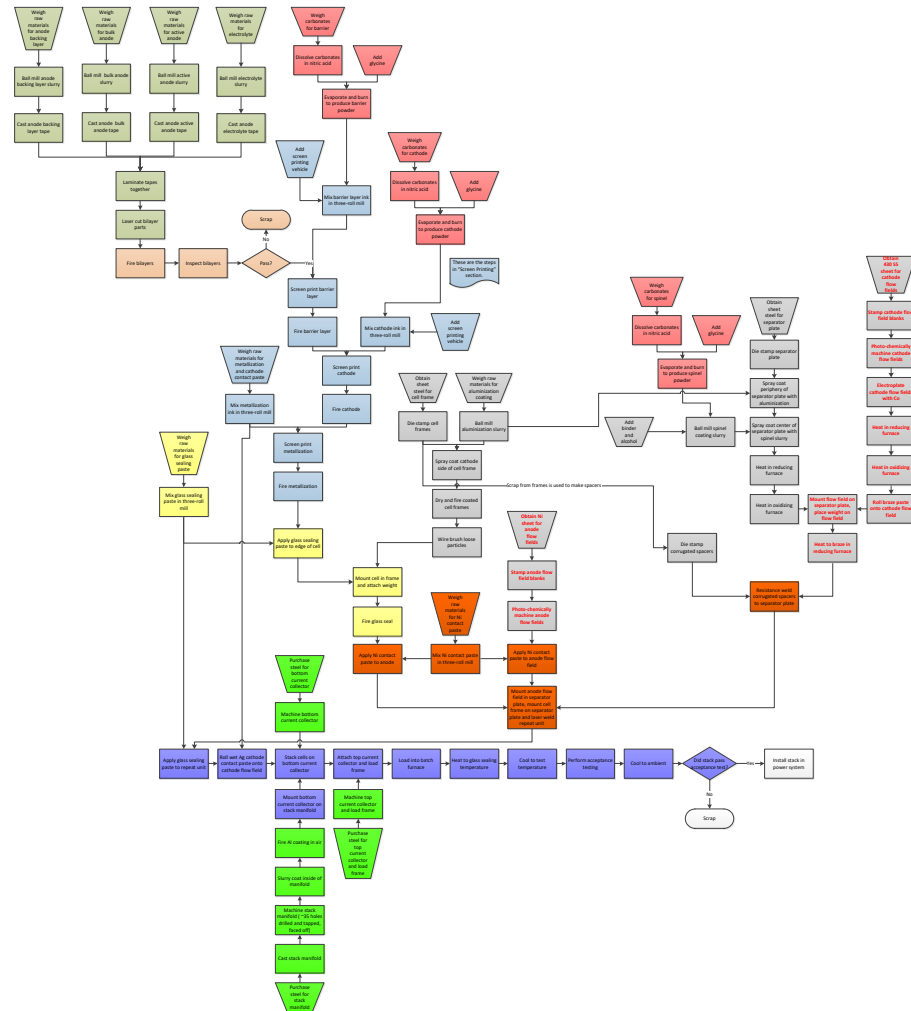 Weigh
raw
materials
for anode
backing
layer
Weigh
raw
materials
for bulk
anode
Weigh
raw
materials
for active
anode
Weigh raw
materials
for
electrolyte
Weigh
carbonates
for barrier
Ball mill anode
backing layer slurry
Ball mill bulk anode
slurry
Ball mill active
anode slurry
Ball mill electrolyte
slurry
Dissolve carbonates
in nitric acid
Add
glycine
Cast anode backing
layer tape
Cast anode bulk
anode tape
Cast anode active
anode tape
Cast anode
electrolyte tape
Evaporate and burn
to produce barrier
powder
Add
screen
printing
vehicle
Weigh
carbonates
for cathode
Laminate tapes
together
Mix barrier layer ink
in three-roll mill
Dissolve carbonates
in nitric acid
Add
glycine
Laser cut bilayer
parts
Scrap
No
Evaporate and burn
to produce cathode
powder
Fire bilayers
Inspect bilayers
Pass?
Yes
These are the steps
in "Screen Printing"
section.
Screen print barrier
layer
Fire barrier layer
Mix cathode ink in
three-roll mill
Add
screen
printing
vehicle
Weigh
carbonates
for spinel
Obtain
sheet
steel for
separator
plate
Obtain 430 SS
sheet for
cathode
flow
fields
Dissolve carbonates
in nitric acid
Add
glycine
Stamp cathode flow
field blanks
Die stamp separator
plate
Photo-chemically
machine cathode
flow fields
Weigh raw
materials for
metallization
and cathode
contact paste
Screen print
cathode
Evaporate and burn
to produce spinel
powder
Obtain
sheet
steel for
cell frame
Weigh raw
materials for
aluminization
coating
Spray coat
periphery of
separator plate with
aluminization
Electroplate
cathode flow fields
with Co
Mix metallization
ink in three-roll mill
Fire cathode
Die stamp cell
frames
Ball mill
aluminization slurry
Add
binder
and
alcohol
Ball mill spinel
coating slurry
Spray coat center of
separator plate with
spinel slurry
Heat in reducing
furnace
Weigh
raw
materials
for glass
sealing
paste
Screen print
metallization
Spray coat cathode
side of cell frame
Heat in reducing
furnace
Heat in oxidizing
furnace
Fire metallization
Scrap from frames is used to make spacers
Mix glass sealing
paste in three-roll
mill
Dry and fire coated
cell frames
Heat in oxidizing
furnace
Mount flow field on
separator plate,
place weight on
flow field
Roll braze paste
onto cathode flow
field
Obtain Ni
sheet for
anode
flow
fields
Wire brush loose
particles
Apply glass sealing
paste to edge of cell
Die stamp
corrugated spacers
Heat to braze in
reducing furnace
Mount cell in frame
and attach weight
Stamp anode flow
field blanks
Resistance weld
corrugated spacers
to separator plate
Fire glass seal
Weigh
raw
materials
for Ni
contact
paste
Photo-chemically
machine anode
flow fields
Apply Ni contact
paste to anode
Mix Ni contact paste
in three-roll mill
Apply Ni contact
paste to anode flow
field
Purchase
steel for
bottom
current
collector
Mount anode flow
field in separator
plate, mount cell
frame on separator
plate and laser weld
repeat unit
Machine bottom
current collector
Apply glass sealing
paste to repeat unit
Roll wet Ag cathode
contact paste onto
cathode flow field
Stack cells on
bottom current
collector
Attach top current
collector and load
frame
Load into batch
furnace
Heat to glass sealing
temperature
Cool to test
temperature
Perform acceptance
testing
Cool to ambient
Did stack pass
acceptance test?
Yes
Install stack in
power system
No
Scrap
Mount bottom
current collector on
stack manifold
Machine top
current collector
and load frame
Fire Al coating in air
Purchase
steel for top
current
collector
and load
frame
Slurry coat inside of
manifold
Machine stack
manifold ( ~35 holes
drilled and tapped,
faced off)
Cast stack manifold
Purchase
steel for
stack
manifold